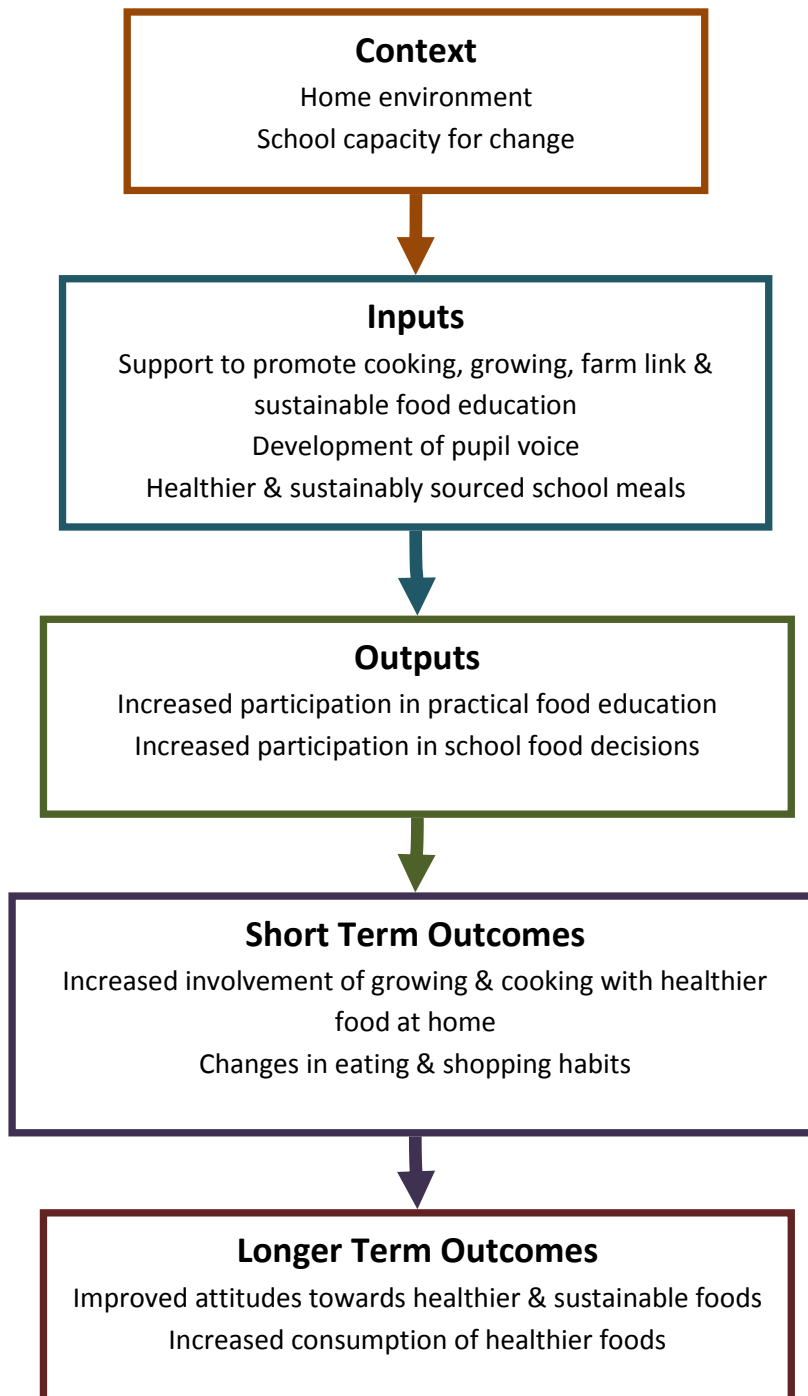 Context
Home environment
School capacity for change
Inputs
Support to promote cooking, growing, farm link &
sustainable food education
Development of pupil voice
Healthier & sustainably sourced school meals
Outputs
Increased participation in practical food education
Increased participation in school food decisions
Short Term Outcomes
Increased involvement of growing & cooking with healthier
food at home
Changes in eating & shopping habits
Longer Term Outcomes
Improved attitudes towards healthier & sustainable foods
Increased consumption of healthier foods